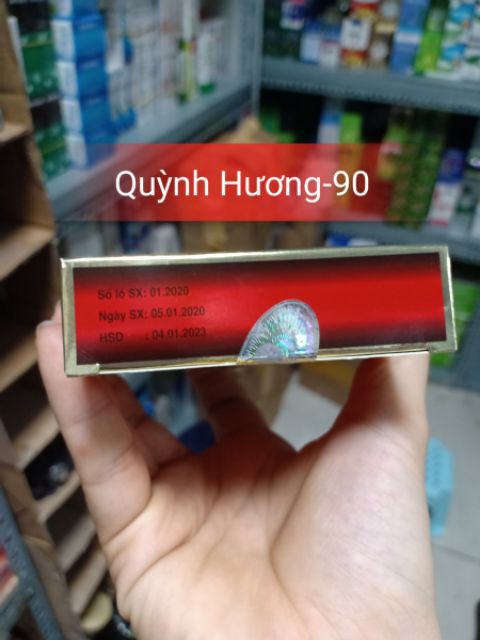 Quỳnh Hương-90
Số lô SX: 01.2020
Ngày SX: 05.01.2020
HSD : 04.01.2023